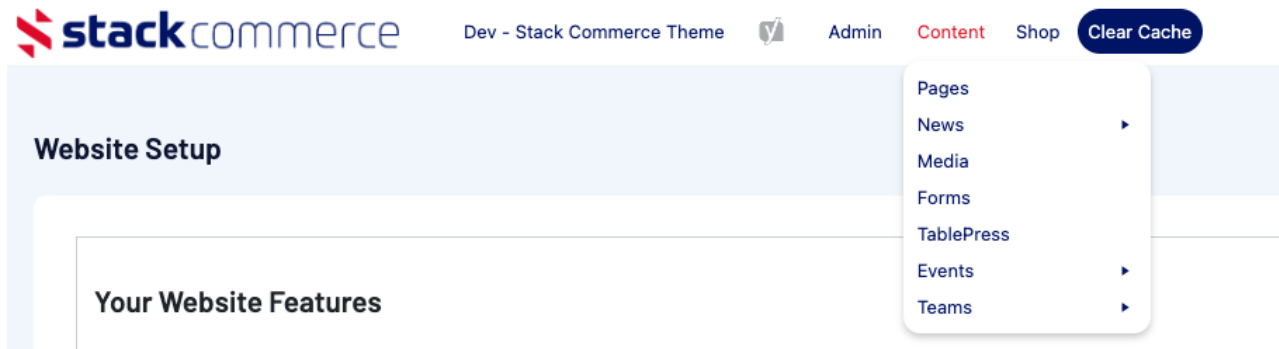 stackcommerce Dev - Stack Commerce Theme Admin Content Shop Clear Cache
Pages
News
Website Setup
Media
Forms
TablePress
Events
Your Website Features
Teams